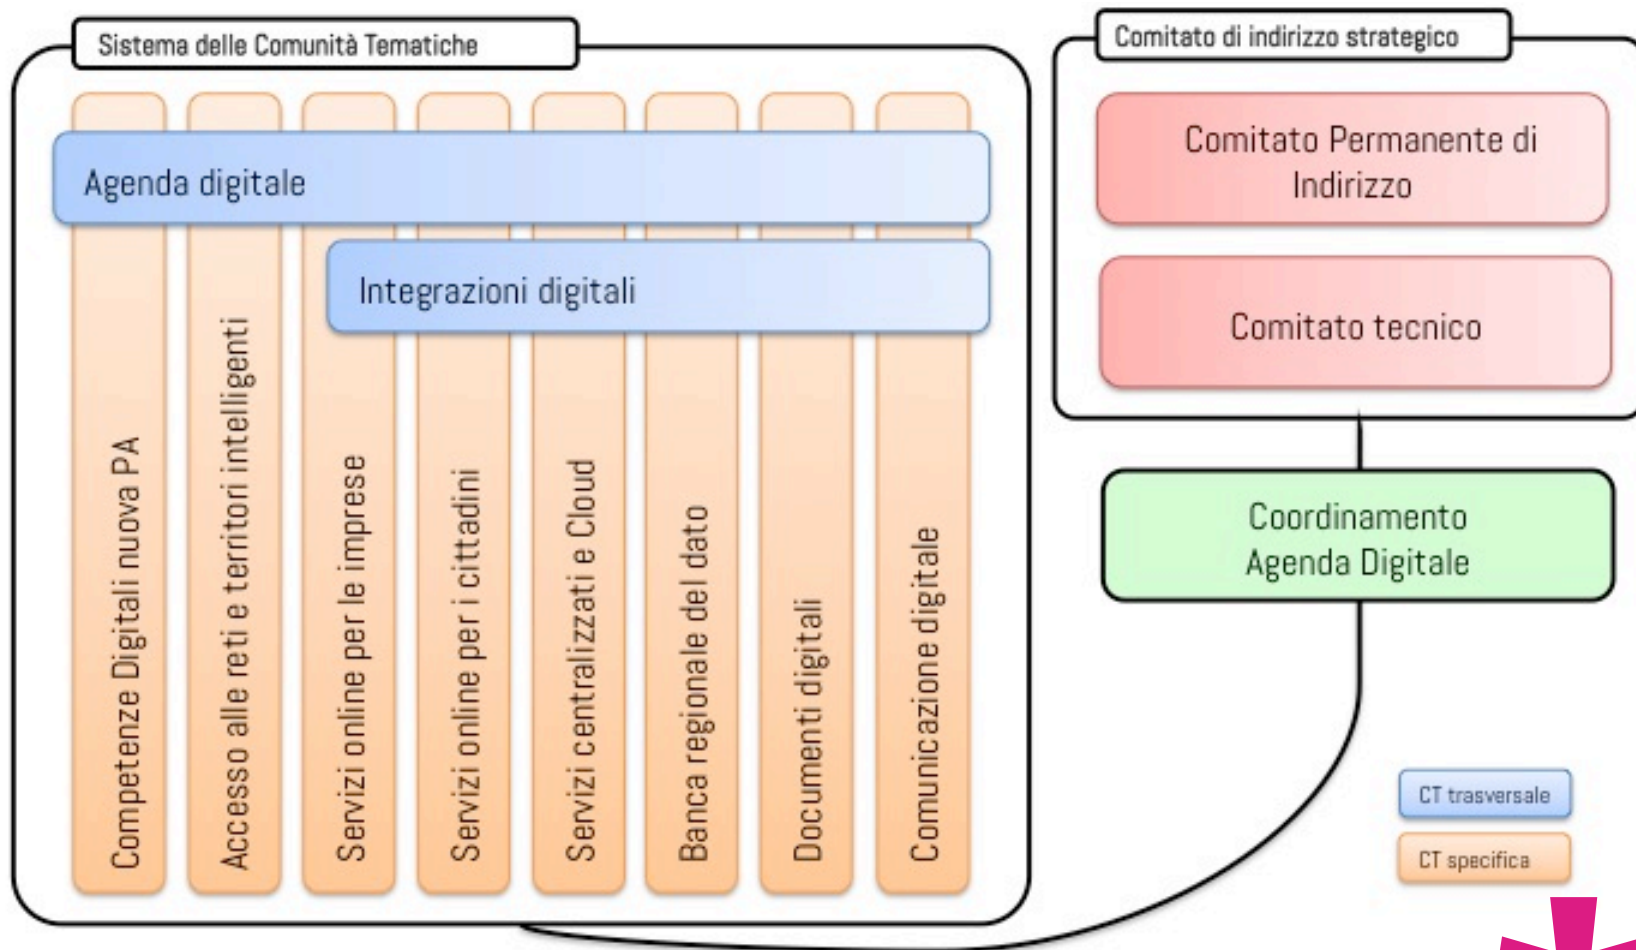 Sistema delle Comunità Tematiche
Agenda digitale
Integrazioni digitali
Competenze Digitali nuova PA
Accesso alle reti e territori intelligenti
Servizi online per le imprese
Servizi online per i cittadini
Servizi centralizzati e Cloud
Banca regionale del dato
Documenti digitali
Comunicazione digitale
Comitato di indirizzo strategico
Comitato Permanente di
Indirizzo
Comitato tecnico
Coordinamento
Agenda Digitale
CT trasversale
CT specifica